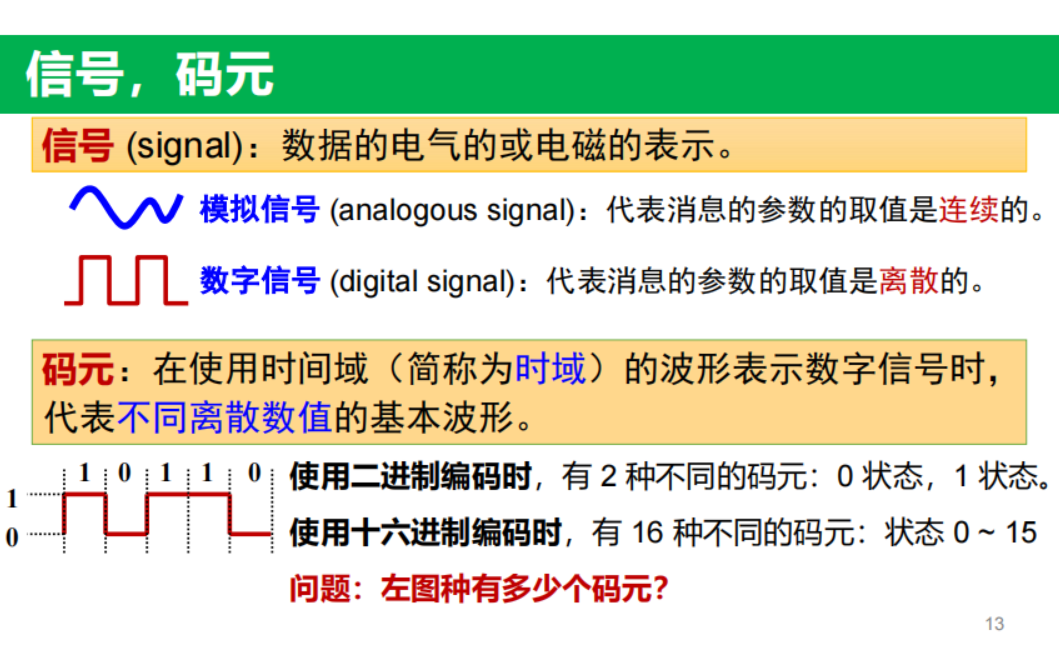 信号，码元
信号 (signal)：数据的电气的或电磁的表示。
模拟信号 (analogous signal)：代表消息的参数的取值是连续的。
数字信号 (digital signal)：代表消息的参数的取值是离散的。
码元：在使用时间域（简称为时域）的波形表示数字信号时，
代表不同离散数值的基本波形。
1 0 1 1 0
1
0
使用二进制编码时，有 2 种不同的码元：0 状态，1 状态。
使用十六进制编码时，有 16 种不同的码元：状态 0 ~ 15
问题：左图种有多少个码元？
13